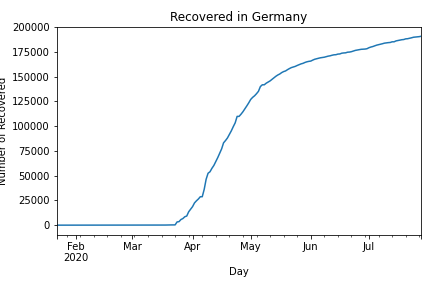 Recovered in Germany
200000
175000
150000
125000
100000
75000
50000
25000
0
Number of Recovered
Feb Mar Apr May Jun Jul
2020
Day